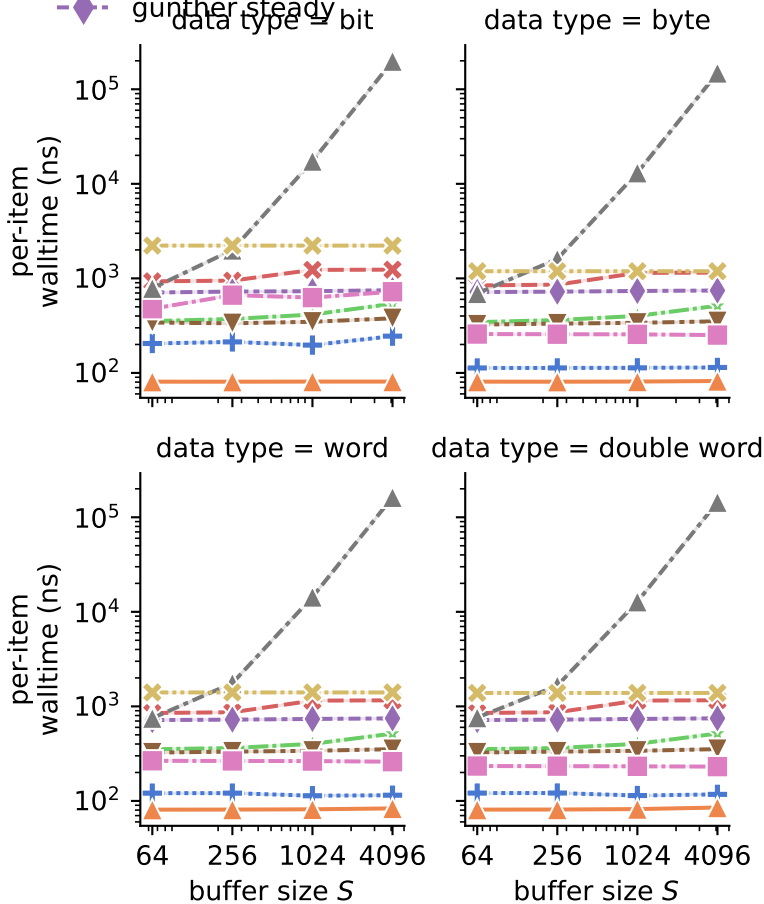 gunther steady
data type = bit
data type = byte
per-item
walltime (ns)
10^5
10^4
10^3
10^2
data type = word
data type = double word
per-item
walltime (ns)
10^5
10^4
10^3
10^2
64 256 1024 4096
64 256 1024 4096
buffer size S
buffer size S